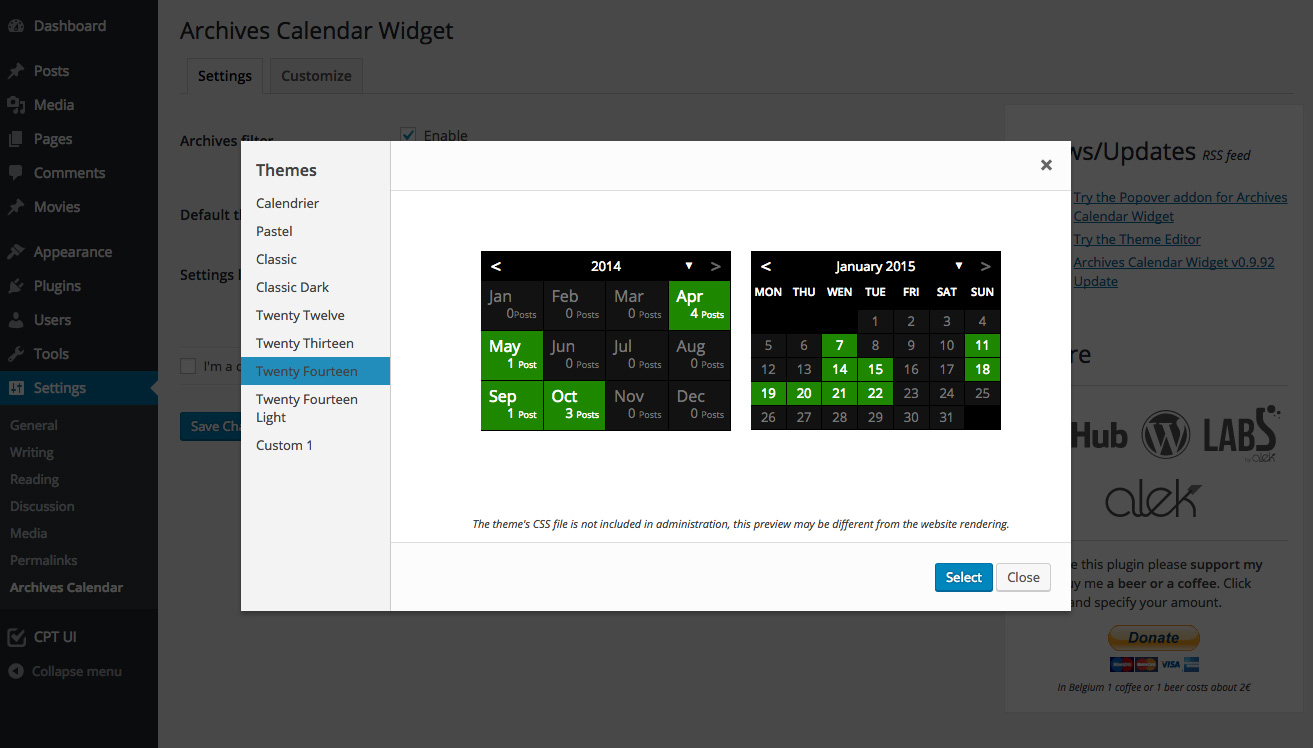 Dashboard
Posts
Media
Pages
Comments
Movies
Appearance
Plugins
Users
Tools
Settings
General
Writing
Reading
Discussion
Media
Permalinks
Archives Calendar
CPT UI
Collapse menu
Archives Calendar Widget
Settings
Customize
Archives filter
Enable
Default th
Settings
I'm a
Save Cha
Themes
Calendrier
Pastel
Classic
Classic Dark
Twenty Twelve
Twenty Thirteen
Twenty Fourteen
Twenty Fourteen
Light
Custom 1
×
< 2014 ▼ >
Jan Feb Mar Apr
0Posts 0 Posts 0 Posts 4 Posts
May Jun Jul Aug
1 Post 0 Posts 0 Posts 0 Posts
Sep Oct Nov Dec
1 Post 3 Posts 0 Posts 0 Posts
< January 2015 ▼ >
MON THU WEN TUE FRI SAT SUN
1 2 3 4
5 6 7 8 9 10 11
12 13 14 15 16 17 18
19 20 21 22 23 24 25
26 27 28 29 30 31
The theme's CSS file is not included in administration, this preview may be different from the website rendering.
Select
Close
ws/Updates RSS feed
Try the Popover addon for Archives
Calendar Widget
Try the Theme Editor
Archives Calendar Widget v0.9.92
Update
re
Hub
W
LABS
by alek
alek
e this plugin please support my
y me a beer or a coffee. Click
and specify your amount.
Donate
VISA
In Belgium 1 coffee or 1 beer costs about 2€